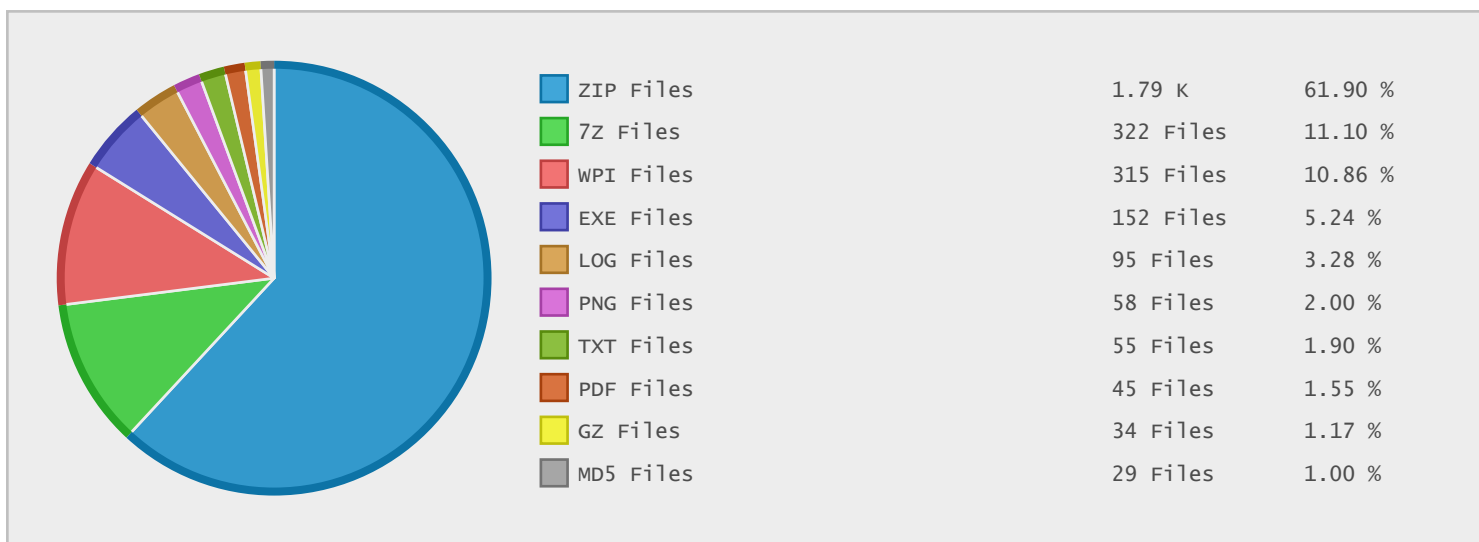 ZIP Files 1.79 K 61.90 %
7Z Files 322 Files 11.10 %
WPI Files 315 Files 10.86 %
EXE Files 152 Files 5.24 %
LOG Files 95 Files 3.28 %
PNG Files 58 Files 2.00 %
TXT Files 55 Files 1.90 %
PDF Files 45 Files 1.55 %
GZ Files 34 Files 1.17 %
MD5 Files 29 Files 1.00 %